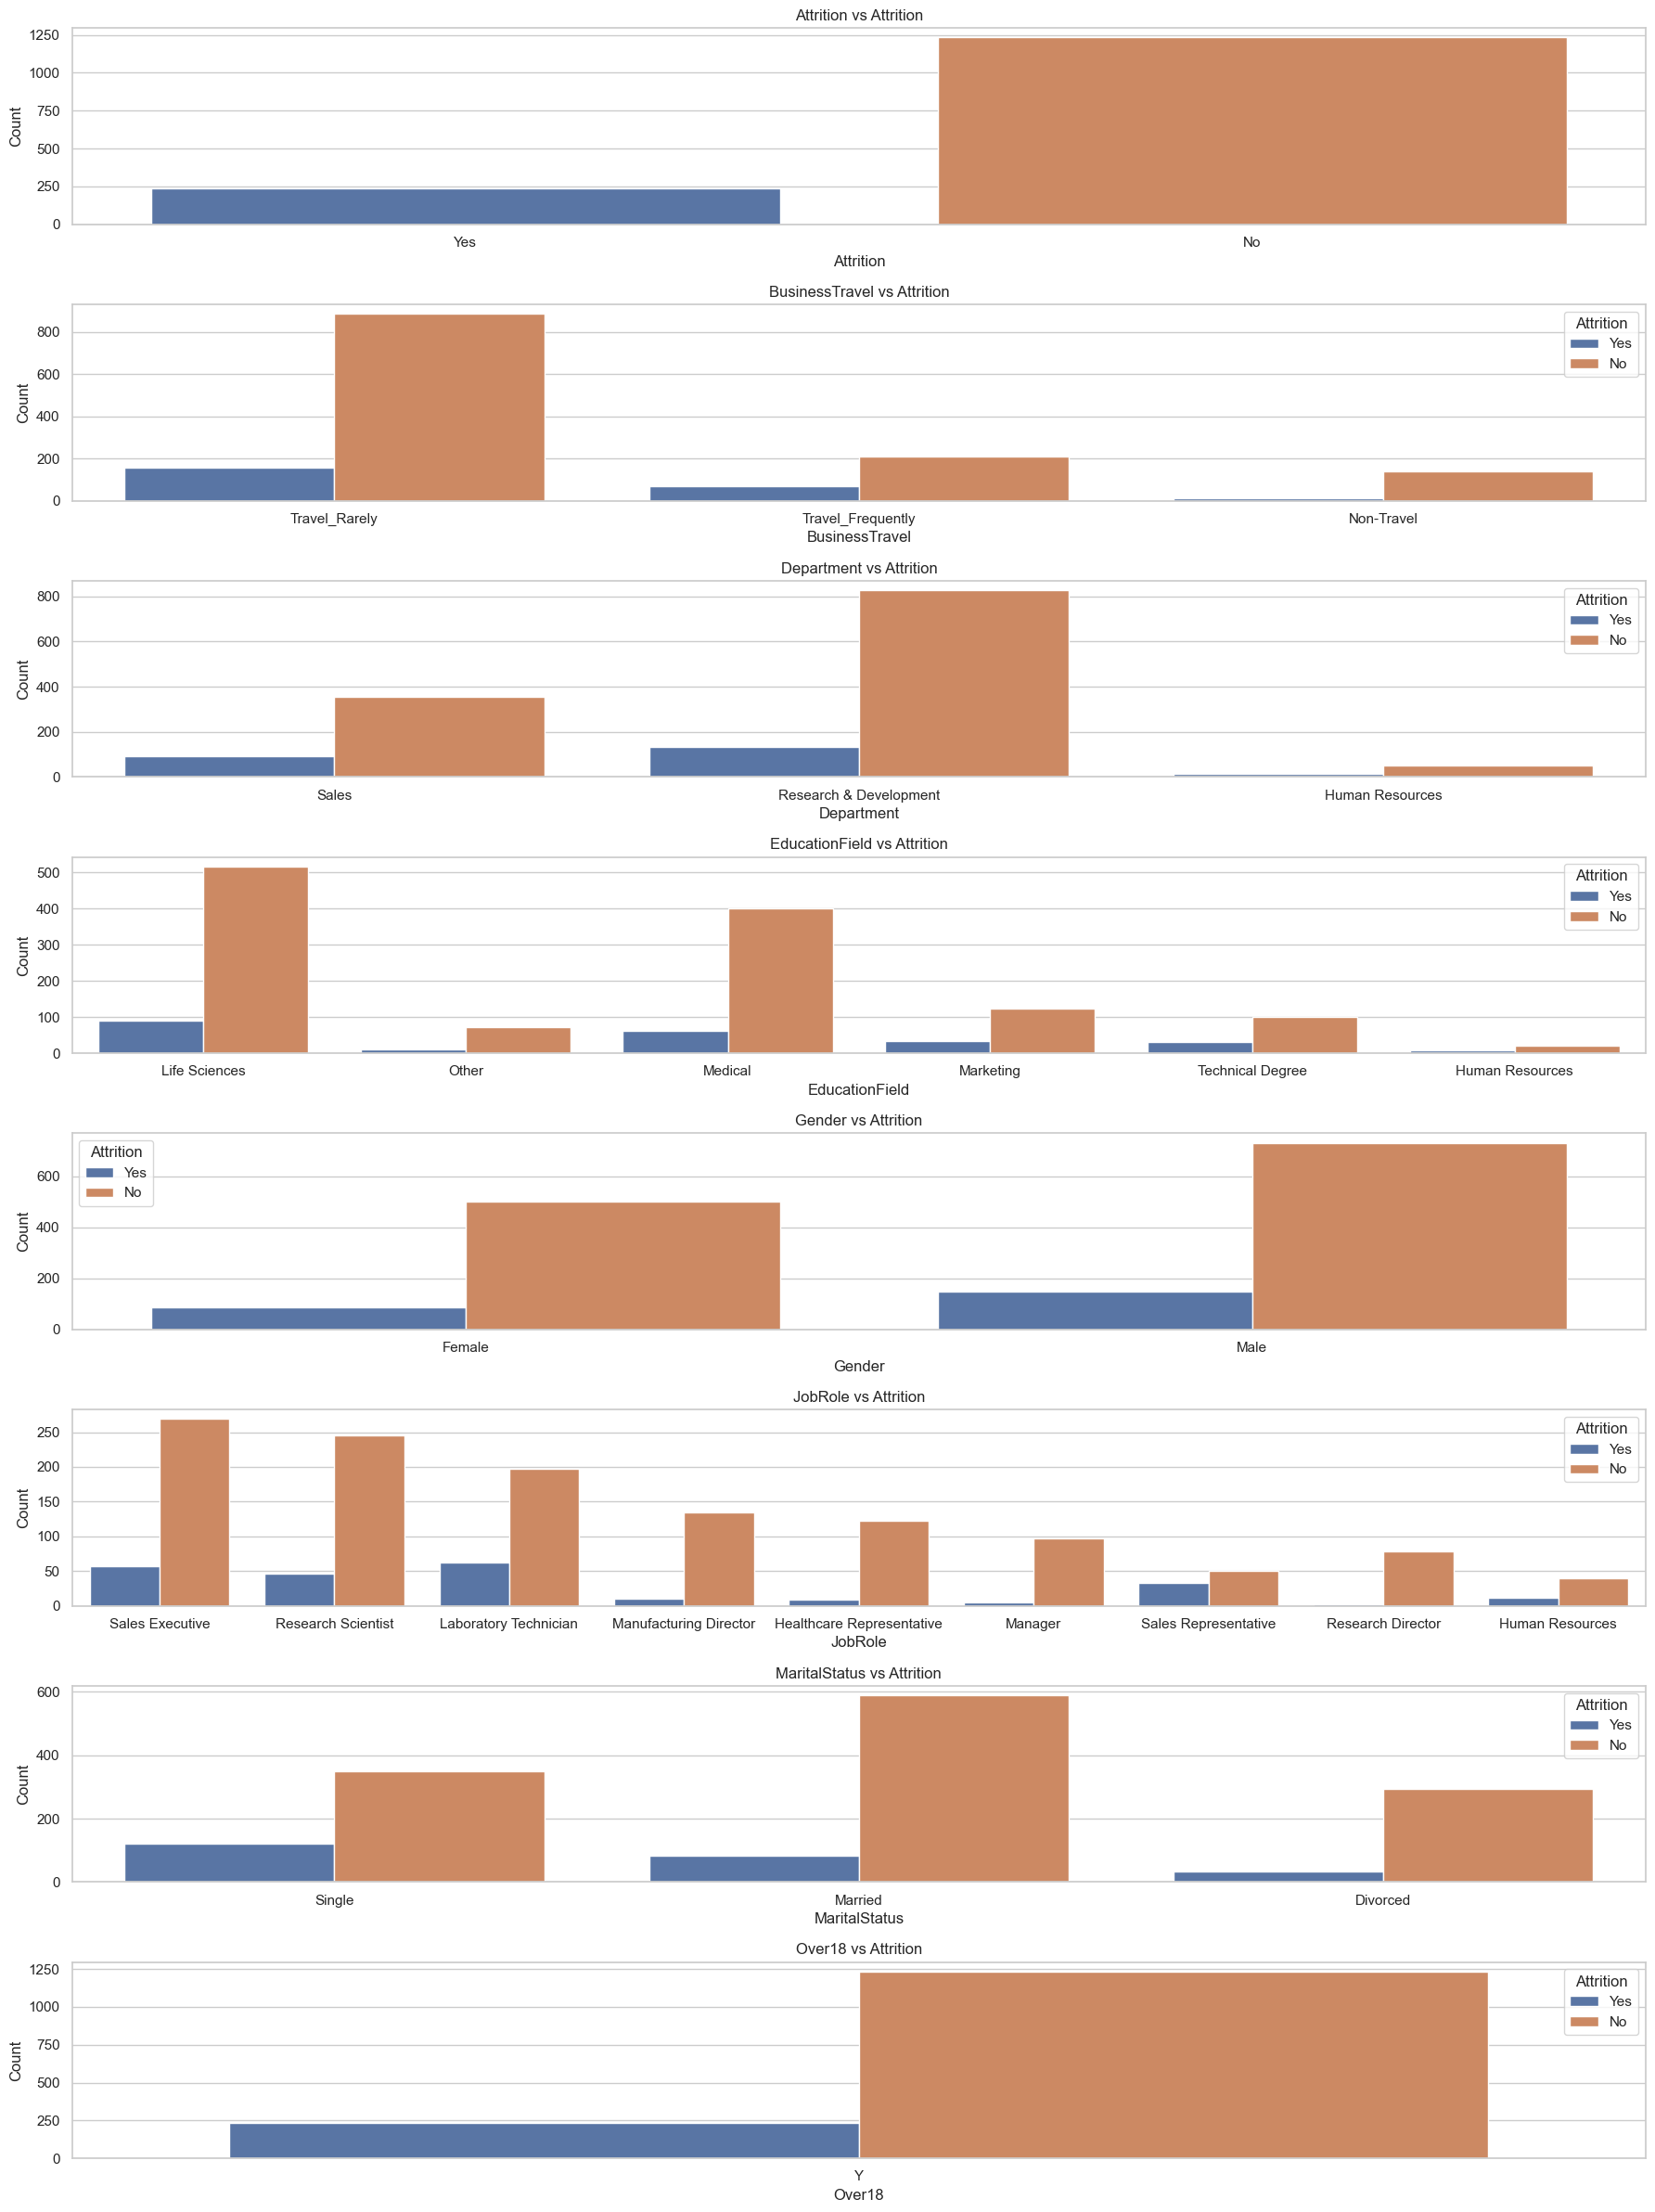 Attrition vs Attrition
1250
1000
750
500
250
0
Count
Yes No
Attrition
BusinessTravel vs Attrition
800
600
400
200
0
Count
Attrition
Yes
No
Travel_Rarely Travel_Frequently Non-Travel
BusinessTravel
Department vs Attrition
800
600
400
200
0
Count
Attrition
Yes
No
Sales Research & Development Human Resources
Department
EducationField vs Attrition
500
400
300
200
100
0
Count
Attrition
Yes
No
Life Sciences Other Medical Marketing Technical Degree Human Resources
EducationField
Gender vs Attrition
600
400
200
0
Count
Attrition
Yes
No
Female Male
Gender
JobRole vs Attrition
250
200
150
100
50
0
Count
Attrition
Yes
No
Sales Executive Research Scientist Laboratory Technician Manufacturing Director Healthcare Representative Manager Sales Representative Research Director Human Resources
JobRole
MaritalStatus vs Attrition
600
400
200
0
Count
Attrition
Yes
No
Single Married Divorced
MaritalStatus
Over18 vs Attrition
1250
1000
750
500
250
0
Count
Attrition
Yes
No
Y
Over18